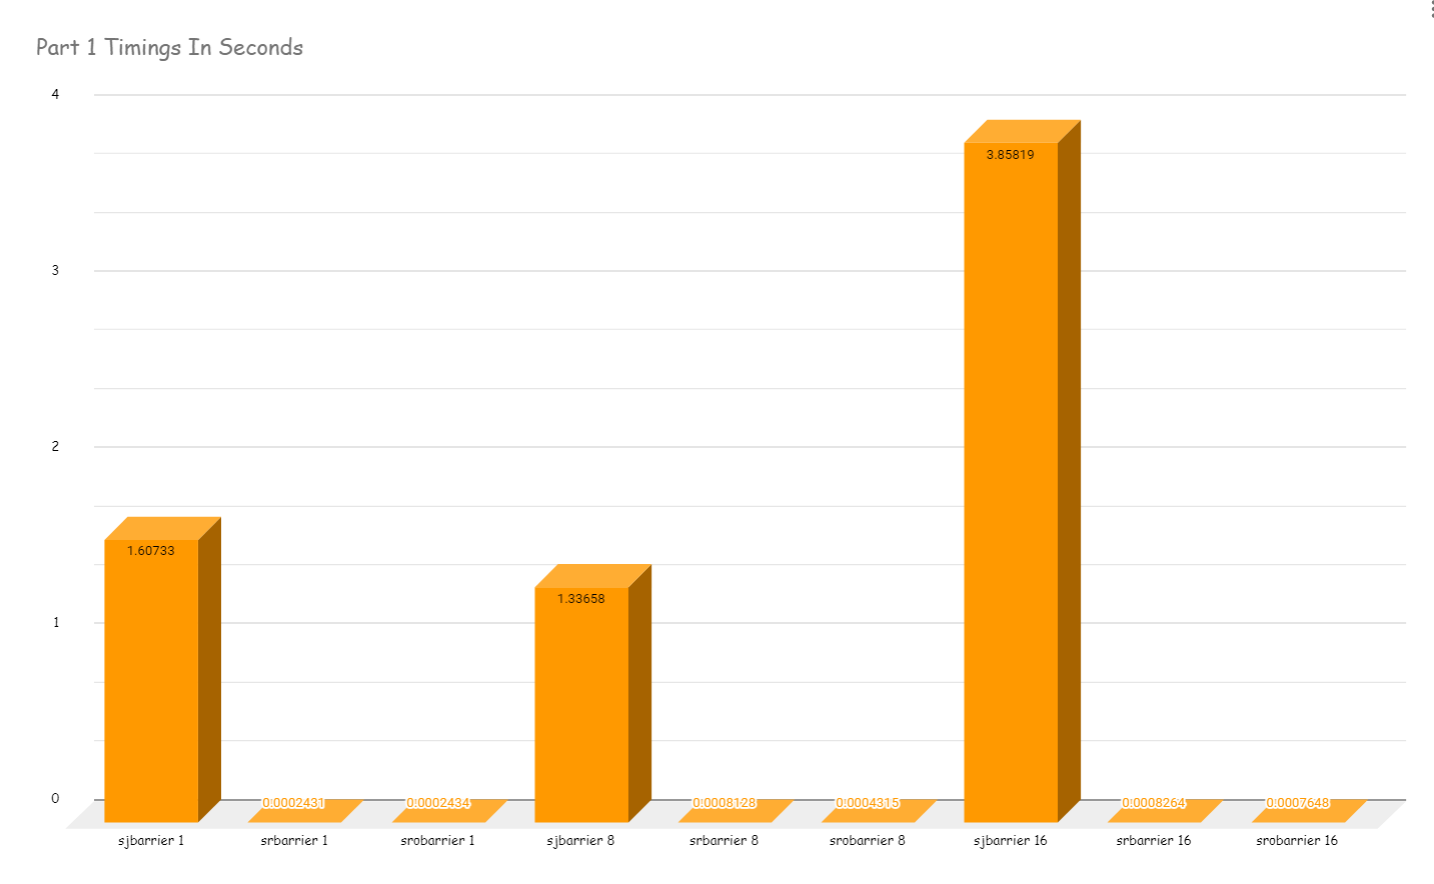 Part 1 Timings In Seconds
4
3
2
1
0
3.85819
1.60733
1.33658
0.0002431
0.0002434
0.0008128
0.0004315
0.0008264
0.0007648
sjbarrier 1
srbarrier 1
srobarrier 1
sjbarrier 8
srbarrier 8
srobarrier 8
sjbarrier 16
srbarrier 16
srobarrier 16